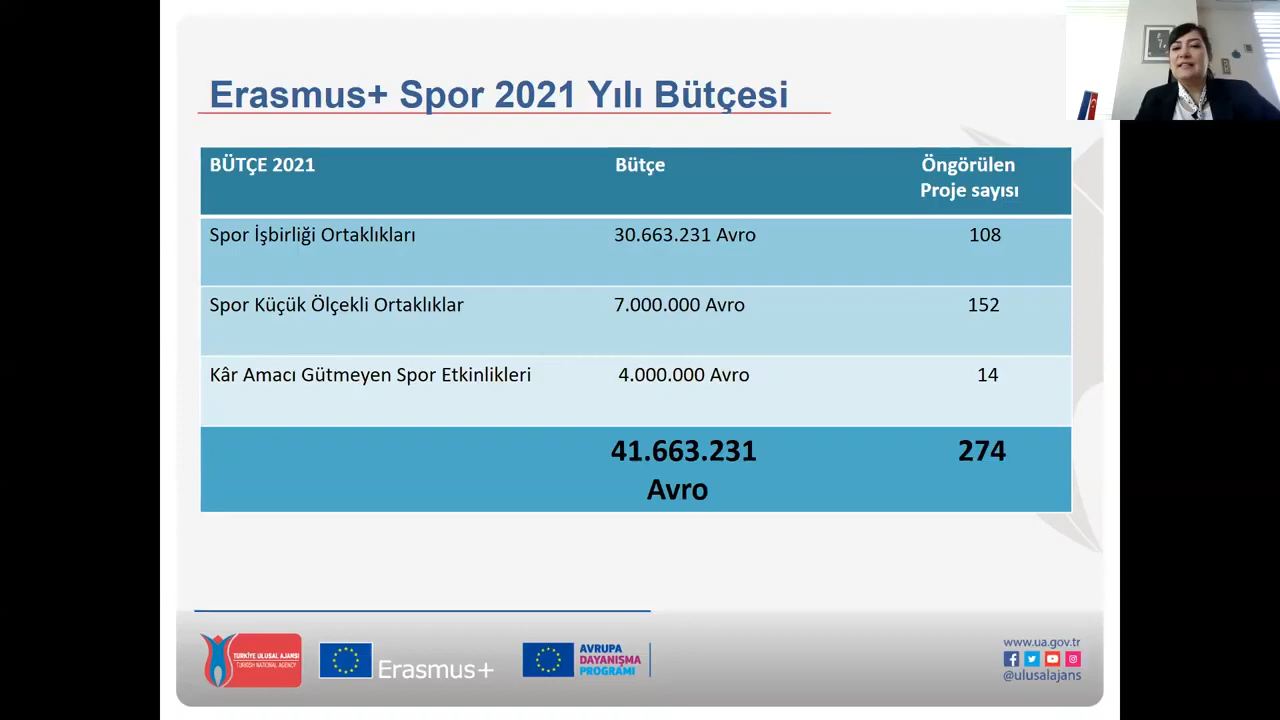 Erasmus+ Spor 2021 Yılı Bütçesi
BÜTÇE 2021 Bütçe Öngörülen
Proje sayısı
Spor İşbirliği Ortaklıkları 30.663.231 Avro 108
Spor Küçük Ölçekli Ortaklıklar 7.000.000 Avro 152
Kâr Amacı Gütmeyen Spor Etkinlikleri 4.000.000 Avro 14
41.663.231 274
Avro
TÜRKİYE ULUSAL AJANSI
TURKISH NATIONAL AGENCY
Erasmus+
AVRUPA
DAYANIŞMA
PROGRAMI
www.ua.gov.tr
@ulusalajans